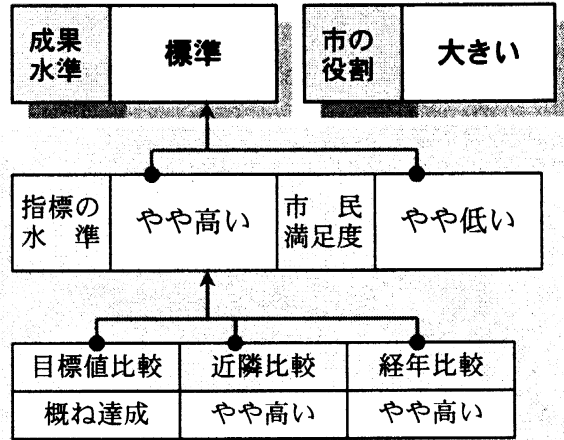 成果
水準
標準
市の
役割
大きい
指標の
水 準
やや高い
市 民
満足度
やや低い
目標値比較 近隣比較 経年比較
概ね達成 やや高い やや高い